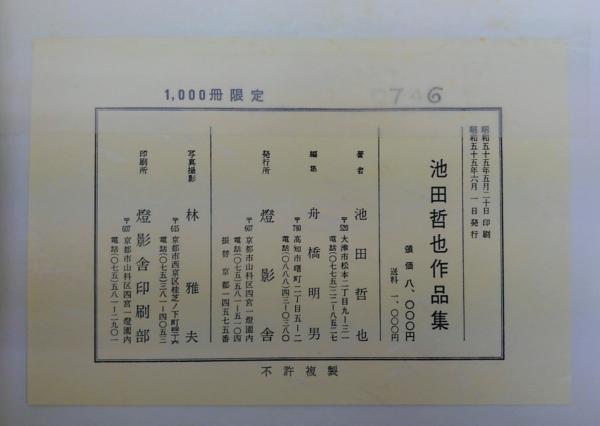 1,000冊限定
0746
昭和五十五年五月二十日 印刷
昭和五十五年六月 一日 発行
池田哲也作品集
頒価 八、〇〇〇円
送料 一、〇〇〇円
著者 池田哲也
〒520 大津市松本二丁目九ー三一
電話(〇七七五)二二ー八五二七
編集 舟橋明男
〒780 高知市曙町二丁目五ー二
電話(〇八八八)四三ー〇三八〇
発行所 燈影舎
〒607 京都市山科区四宮一燈園内
電話(〇七五)五八一ー五一〇四
振替 京都一四五七五番
写真撮影 林雅夫
〒615 京都市西京区桂芝ノ下町
電話(〇七五)三八一ー四〇五三
印刷所 燈影舎印刷部
〒607 京都市山科区四宮一燈園内
電話(〇七五)五八一ー二九〇一
不許複製